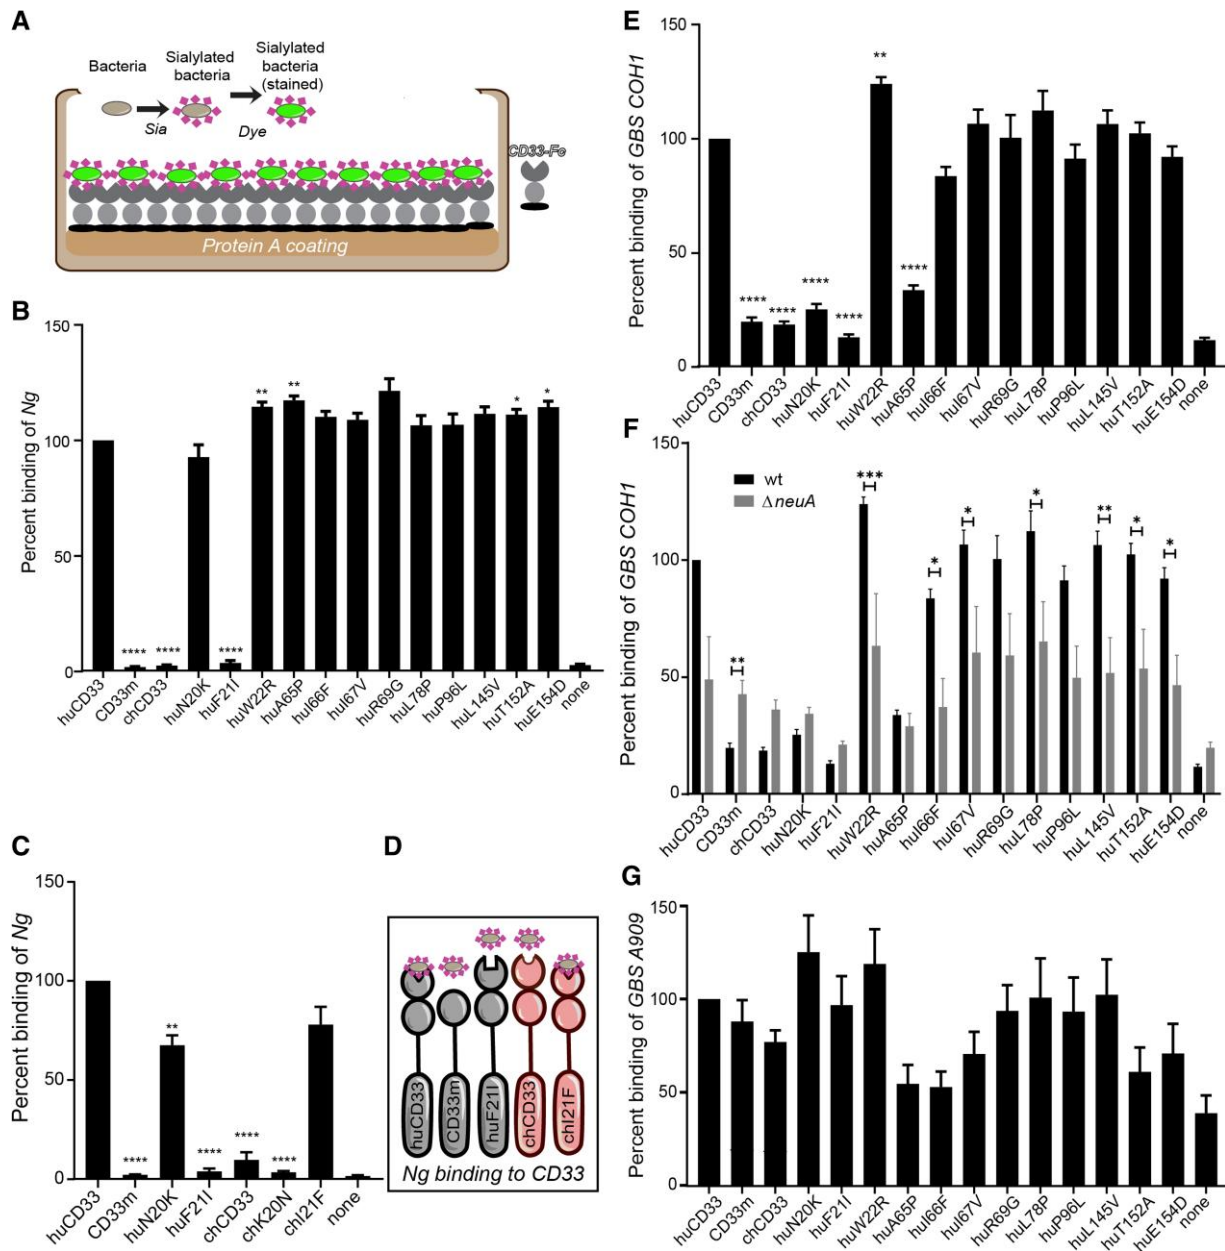 A
Bacteria
Sialylated
bacteria
Sialylated
bacteria
(stained)
Sia
Dye
CD33-Fc
Protein A coating
B
Percent binding of Ng
150
100
50
0
****
****
****
**
**
*
*
huCD33
CD33m
chCD33
huN20K
huF21I
huW22R
huA65P
huI66F
huI67V
huR69G
huL78P
huP96L
huL145V
huT152A
huE154D
none
C
Percent binding of Ng
150
100
50
0
****
**
****
****
****
huCD33
CD33m
huN20K
huF21I
chCD33
chK20N
chI21F
none
D
huCD33
CD33m
huF21I
chCD33
chI21F
Ng binding to CD33
E
Percent binding of GBS COH1
150
100
50
0
****
****
****
****
**
****
huCD33
CD33m
chCD33
huN20K
huF21I
huW22R
huA65P
huI66F
huI67V
huR69G
huL78P
huP96L
huL145V
huT152A
huE154D
none
F
Percent binding of GBS COH1
150
100
50
0
wt
ΔneuA
**
***
*
*
*
**
*
*
huCD33
CD33m
chCD33
huN20K
huF21I
huW22R
huA65P
huI66F
huI67V
huR69G
huL78P
huP96L
huL145V
huT152A
huE154D
none
G
Percent binding of GBS A909
150
100
50
0
huCD33
CD33m
chCD33
huN20K
huF21I
huW22R
huA65P
huI66F
huI67V
huR69G
huL78P
huP96L
huL145V
huT152A
huE154D
none